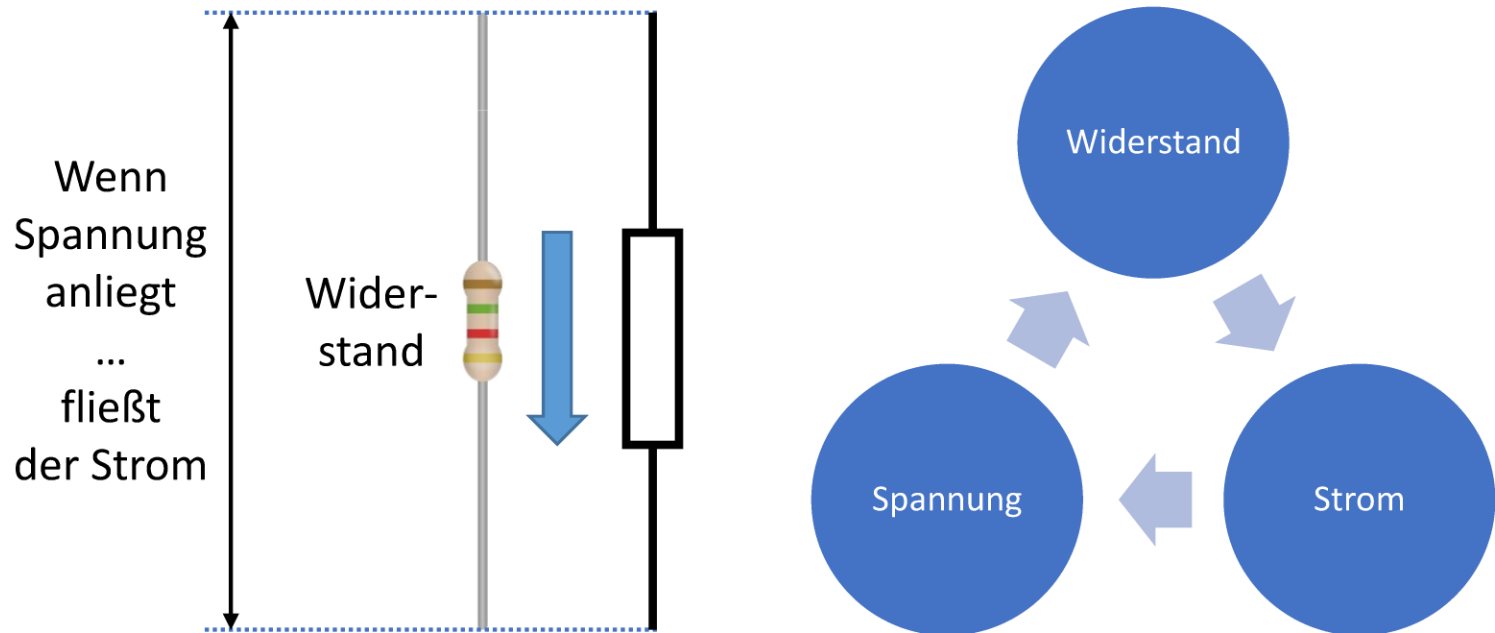 Wenn
Spannung
anliegt
...
fließt
der Strom
Wider-
stand
Widerstand
Spannung
Strom